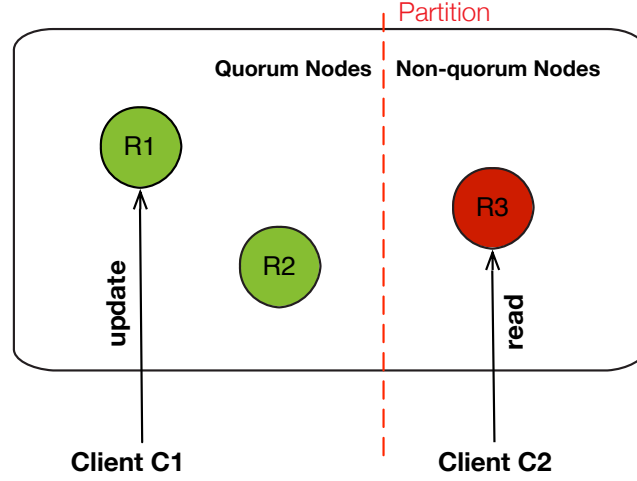 Partition
Quorum Nodes
Non-quorum Nodes
R1
R3
R2
update
read
Client C1
Client C2